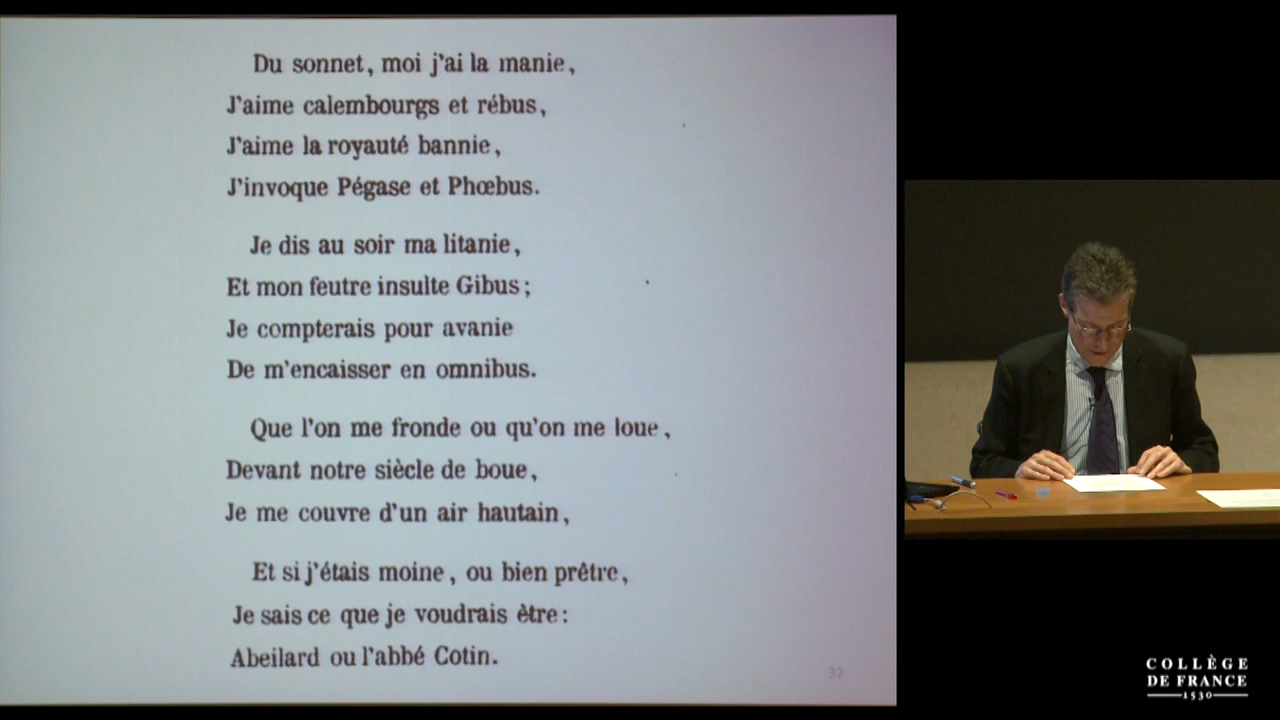 Du sonnet, moi j'ai la manie,
J'aime calembourgs et rébus,
J'aime la royauté bannie,
J'invoque Pégase et Phœbus.
Je dis au soir ma litanie,
Et mon feutre insulte Gibus;
Je compterais pour avanie
De m'encaisser en omnibus.
Que l'on me fronde ou qu'on me loue,
Devant notre siècle de boue,
Je me couvre d'un air hautain,
Et si j'étais moine, ou bien prêtre,
Je sais ce que je voudrais être:
Abeilard ou l'abbé Cotin.
32
COLLÈGE
DE FRANCE
1530